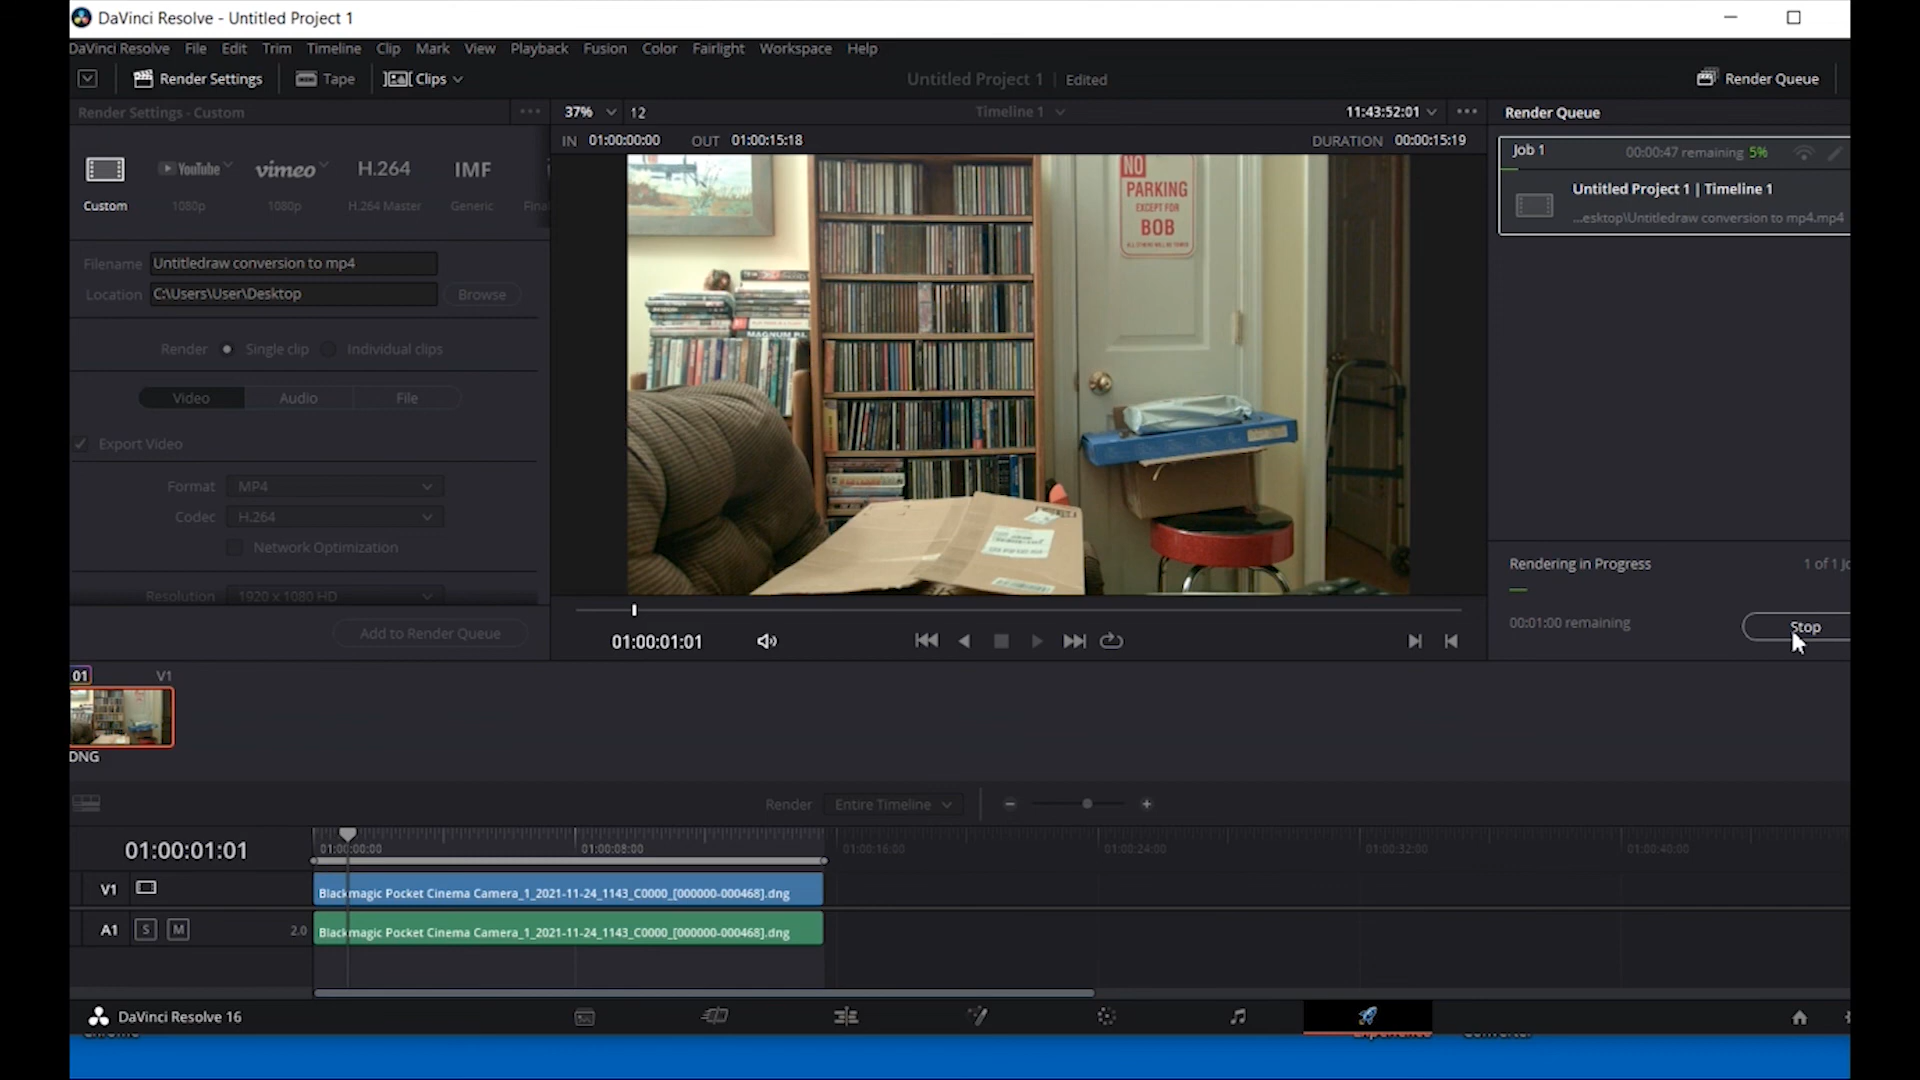 DaVinci Resolve - Untitled Project 1
DaVinci Resolve File Edit Trim Timeline Clip Mark View Playback Fusion Color Fairlight Workspace Help
Render Settings Tape Clips Untitled Project 1 Edited Render Queue
Render Settings - Custom 37% 12 Timeline 1 11:43:52:01 Render Queue
IN 01:00:00:00 OUT 01:00:15:18 DURATION 00:00:15:19
Job 1 00:00:47 remaining 5%
YouTube vimeo H.264 IMF
Custom 1080p 1080p H.264 Master Generic Final
Untitled Project 1 | Timeline 1
...esktop\Untitledraw conversion to mp4.mp4
NO
PARKING
EXCEPT FOR
BOB
Filename Untitledraw conversion to mp4
Location C:\Users\User\Desktop Browse
Render Single clip Individual clips
MAGNUM P.I.
Video Audio File
Export Video
Format MP4
Codec H.264
Network Optimization
Resolution 1920 x 1080 HD
Add to Render Queue
Rendering in Progress 1 of 1 Jo
00:01:00 remaining Stop
01:00:01:01
01 V1
DNG
Render Entire Timeline
01:00:01:01 01:00:00:00 01:00:08:00 01:00:16:00 01:00:24:00 01:00:32:00 01:00:40:00
V1 Blackmagic Pocket Cinema Camera_1_2021-11-24_1143_C0000_[000000-000468].dng
A1 S M 2.0 Blackmagic Pocket Cinema Camera_1_2021-11-24_1143_C0000_[000000-000468].dng
DaVinci Resolve 16